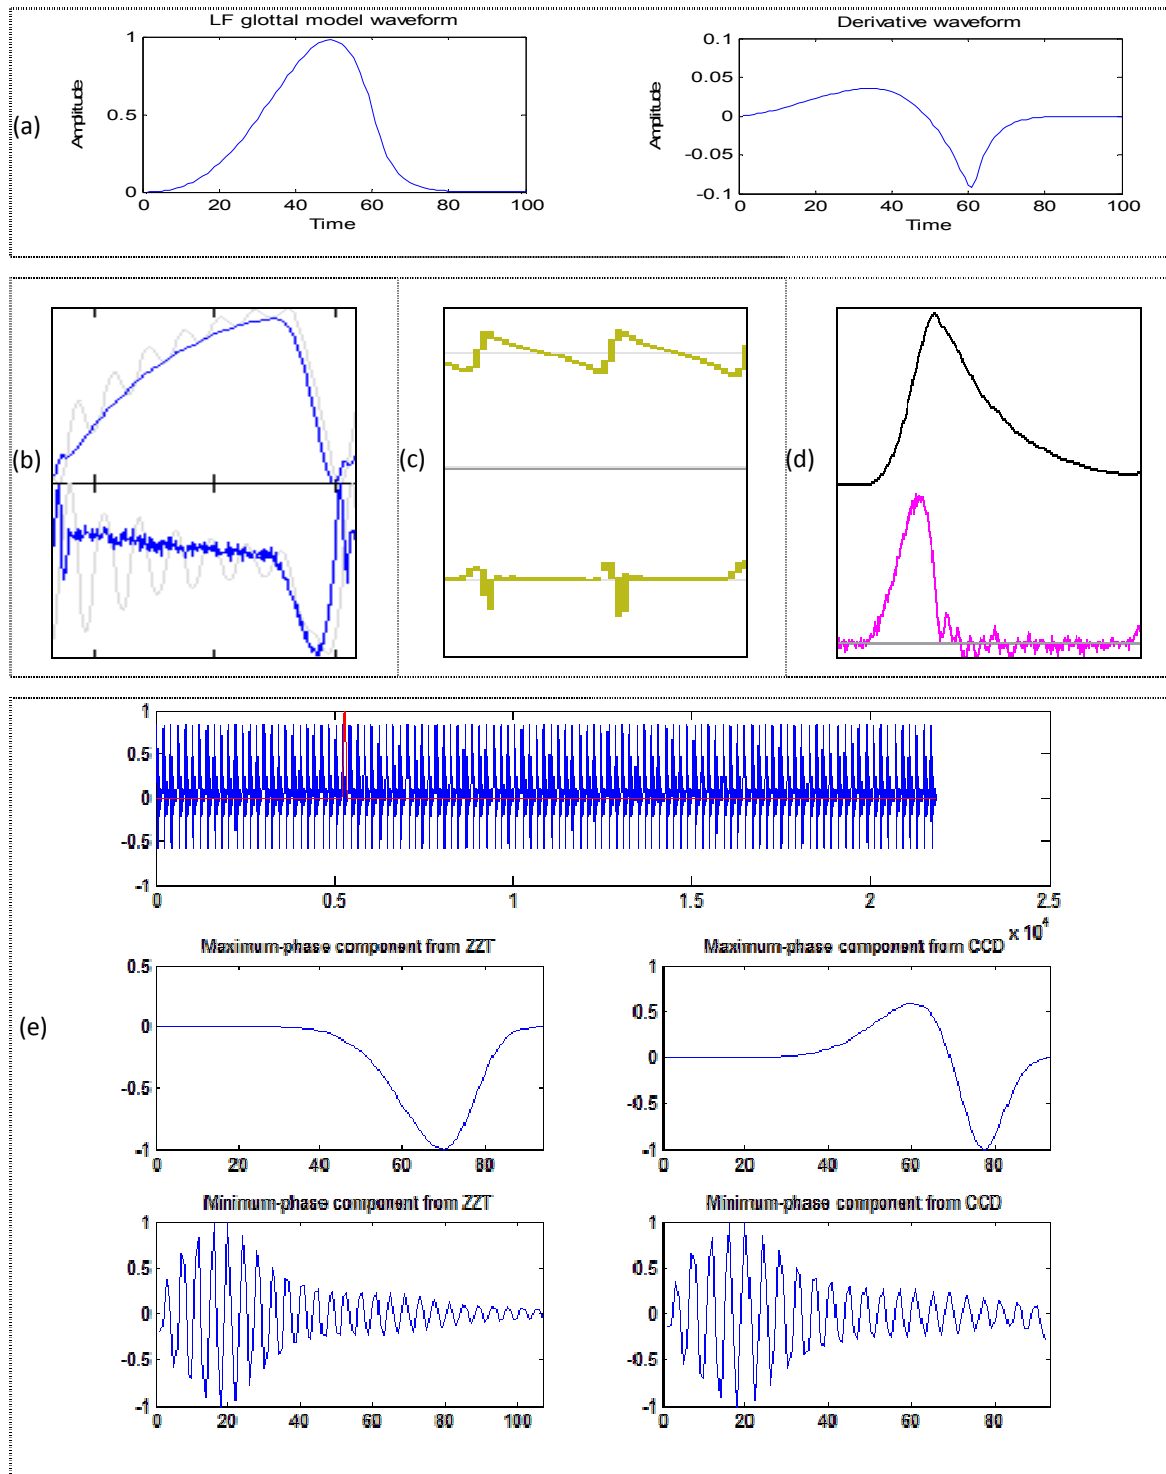 LF glottal model waveform
Derivative waveform
(a)
Amplitude
1
0.5
0
0 20 40 60 80 100
Time
Amplitude
0.1
0.05
0
-0.05
-0.1
0 20 40 60 80 100
Time
(b)
(c)
(d)
(e)
1
0.5
0
-0.5
-1
0 0.5 1 1.5 2 2.5
x 10^4
Maximum-phase component from ZZT
0.5
0
-0.5
-1
0 20 40 60 80
Maximum-phase component from CCD
1
0.5
0
-0.5
-1
0 20 40 60 80
Minimum-phase component from ZZT
1
0.5
0
-0.5
-1
0 20 40 60 80 100
Minimum-phase component from CCD
1
0.5
0
-0.5
-1
0 20 40 60 80